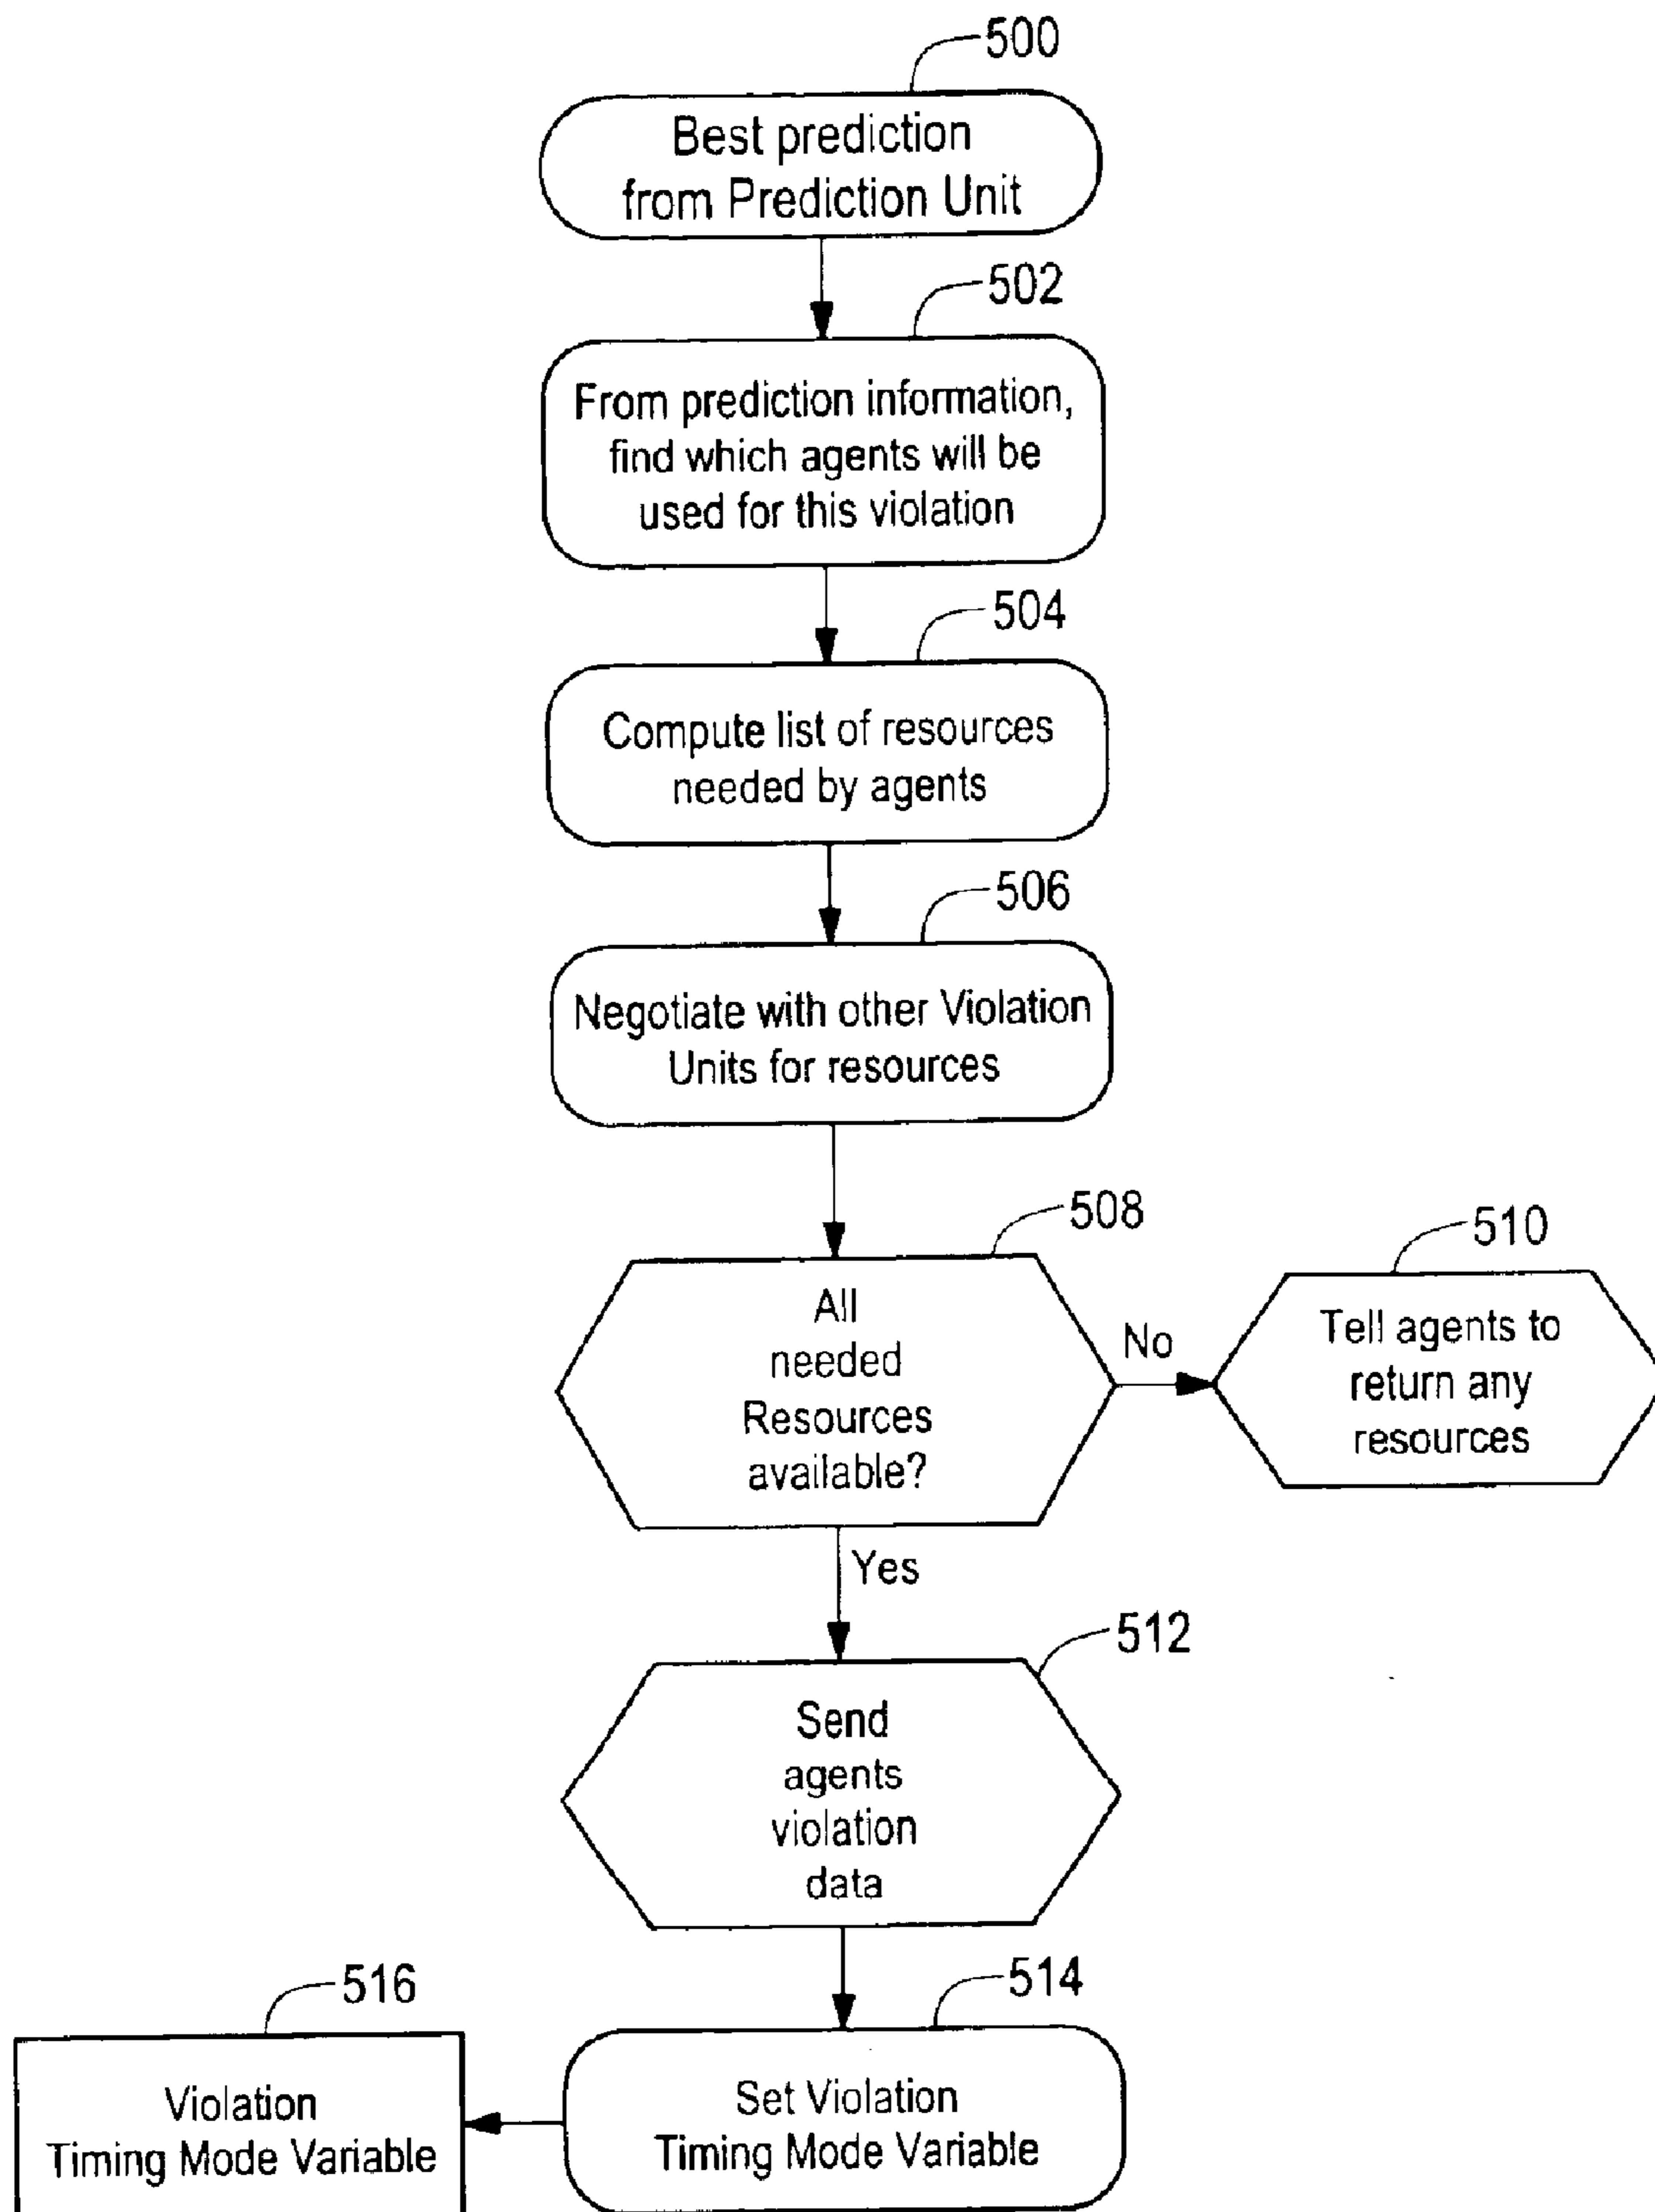 500
Best prediction
from Prediction Unit
502
From prediction information,
find which agents will be
used for this violation
504
Compute list of resources
needed by agents
506
Negotiate with other Violation
Units for resources
508
All
needed
Resources
available?
No
510
Tell agents to
return any
resources
Yes
512
Send
agents
violation
data
514
Set Violation
Timing Mode Variable
516
Violation
Timing Mode Variable